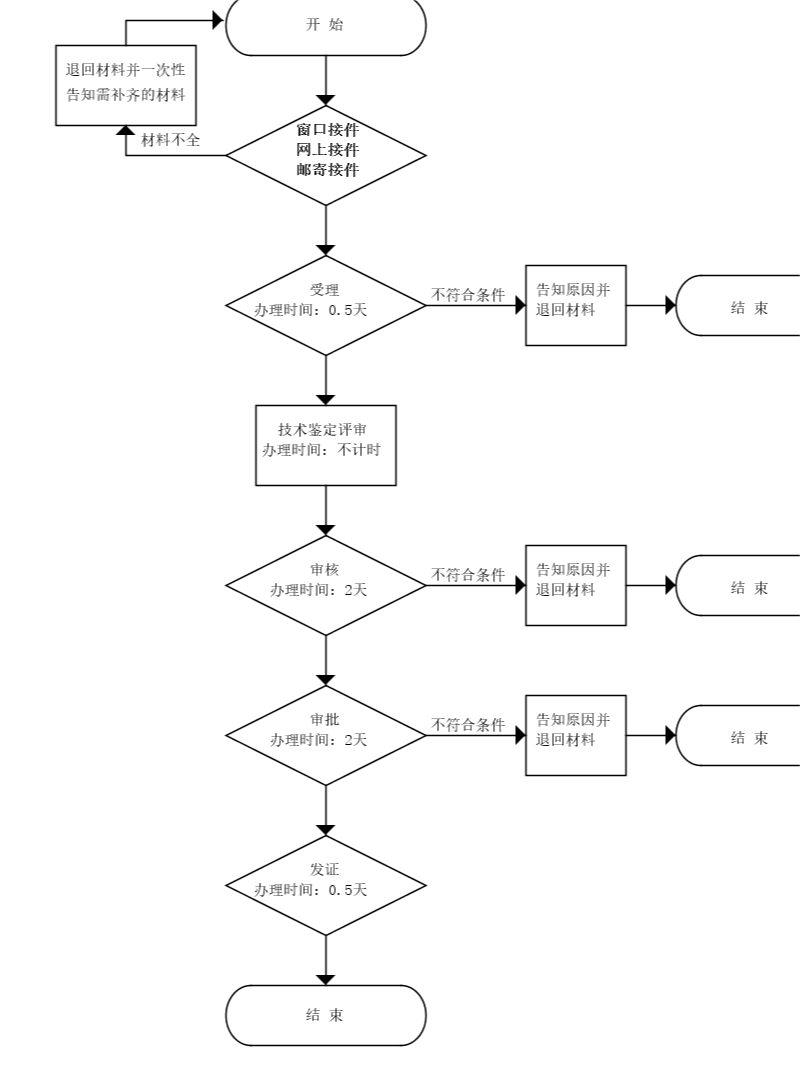 开 始
退回材料并一次性
告知需补齐的材料
材料不全
窗口接件
网上接件
邮寄接件
受理
办理时间：0.5天
不符合条件
告知原因并
退回材料
结 束
技术鉴定评审
办理时间：不计时
审核
办理时间：2天
不符合条件
告知原因并
退回材料
结 束
审批
办理时间：2天
不符合条件
告知原因并
退回材料
结 束
发证
办理时间：0.5天
结 束